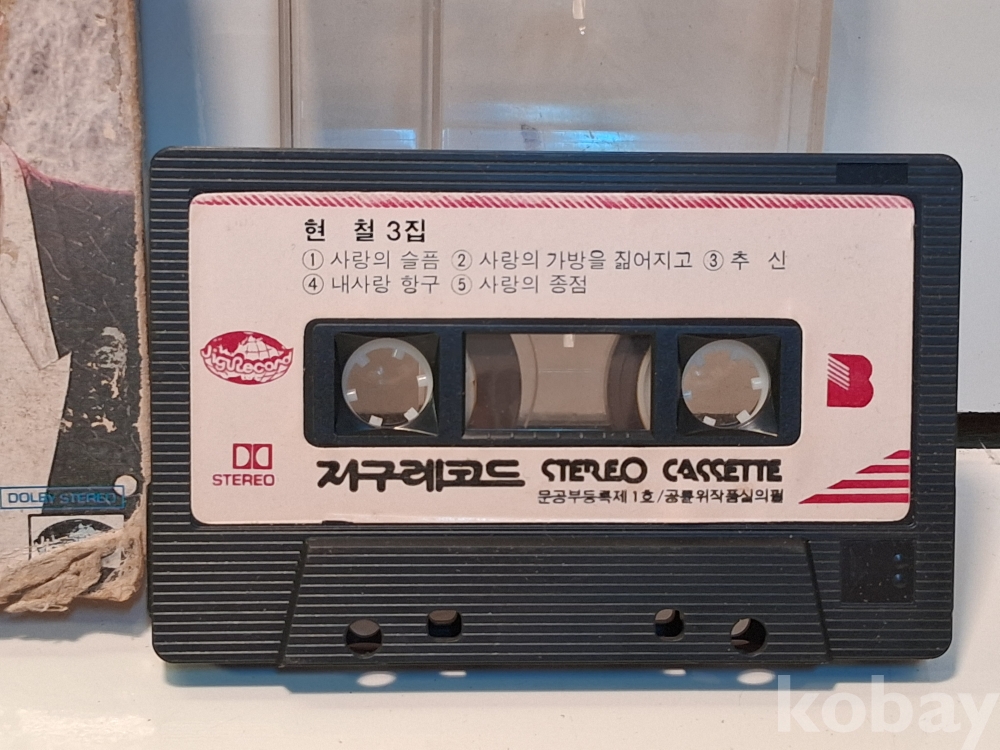 현 철 3집
① 사랑의 슬픔 ② 사랑의 가방을 짊어지고 ③ 추 산
④ 내사랑 항구 ⑤ 사랑의 종점
JiguRecord
B
STEREO
지구레코드 STEREO CASSETTE
문공부등록제 1호/공륜위작품심의필
DOLBY STEREO
kobay